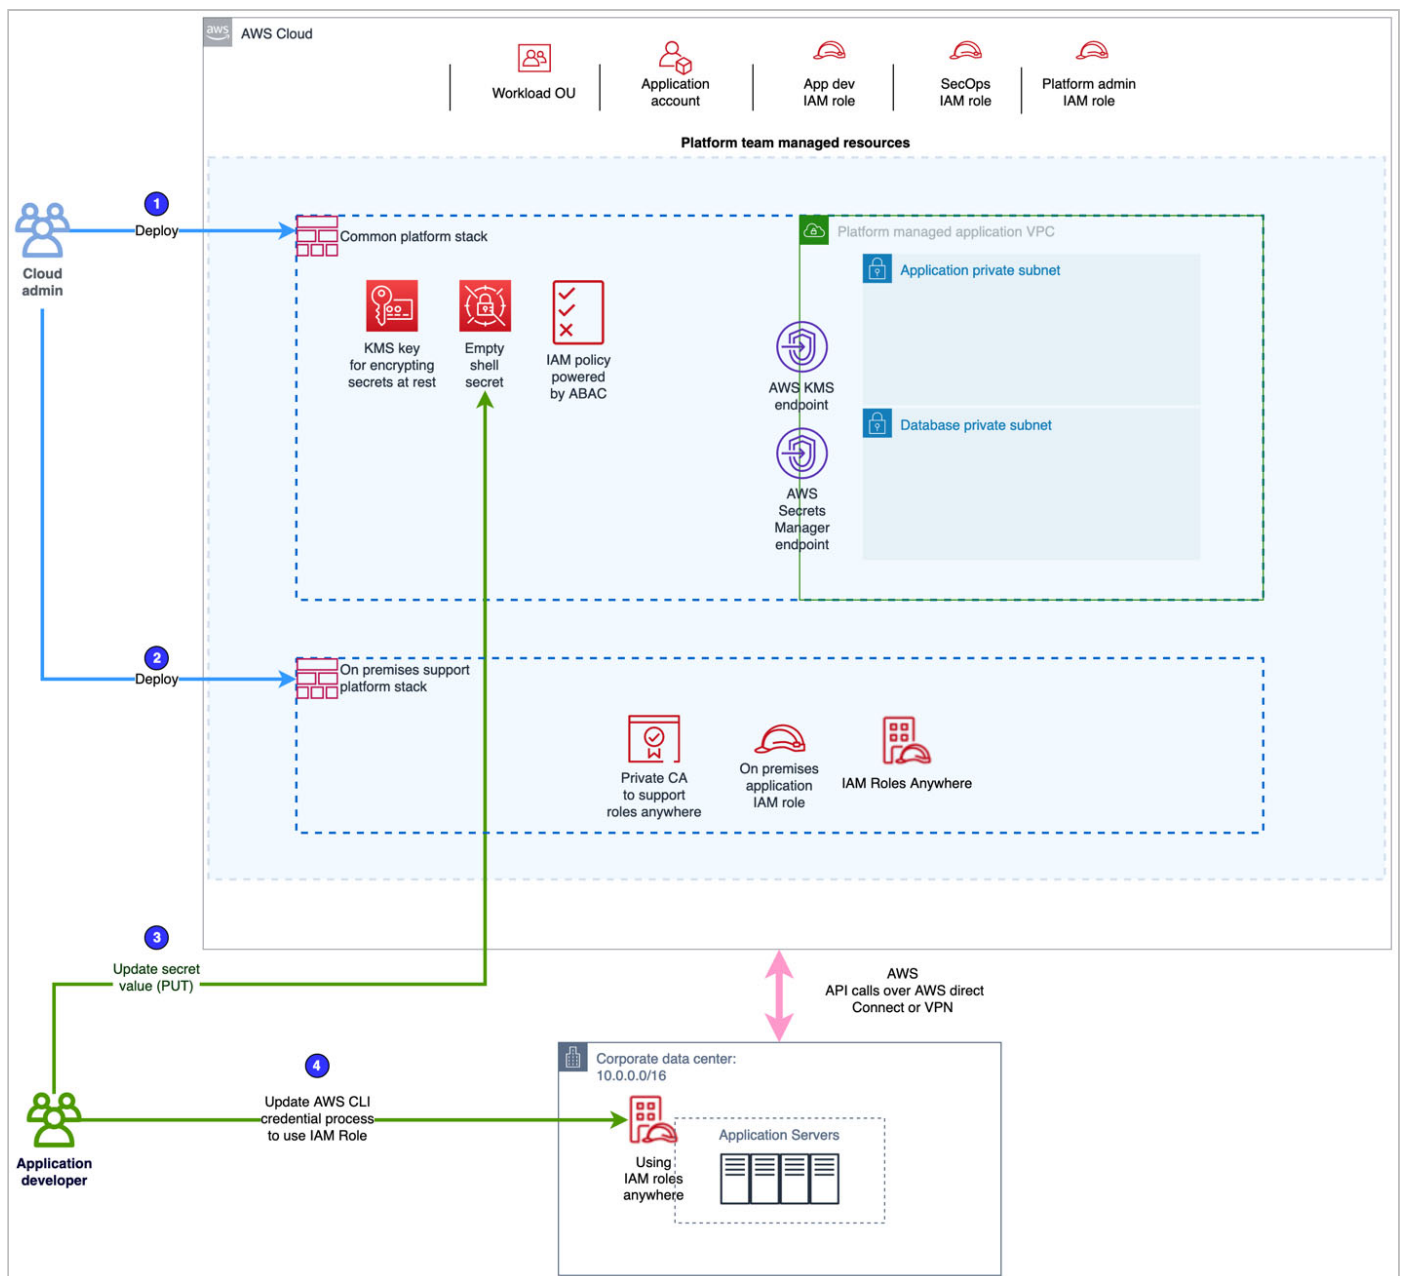 aws
AWS Cloud
Workload OU
Application
account
App dev
IAM role
SecOps
IAM role
Platform admin
IAM role
Platform team managed resources
1
Deploy
Cloud
admin
Common platform stack
Platform managed application VPC
Application private subnet
KMS key
for encrypting
secrets at rest
Empty
shell
secret
IAM policy
powered
by ABAC
AWS KMS
endpoint
Database private subnet
AWS
Secrets
Manager
endpoint
2
Deploy
On premises support
platform stack
Private CA
to support
roles anywhere
On premises
application
IAM role
IAM Roles Anywhere
3
Update secret
value (PUT)
AWS
API calls over AWS direct
Connect or VPN
4
Update AWS CLI
credential process
to use IAM Role
Application
developer
Corporate data center:
10.0.0.0/16
Using
IAM roles
anywhere
Application Servers